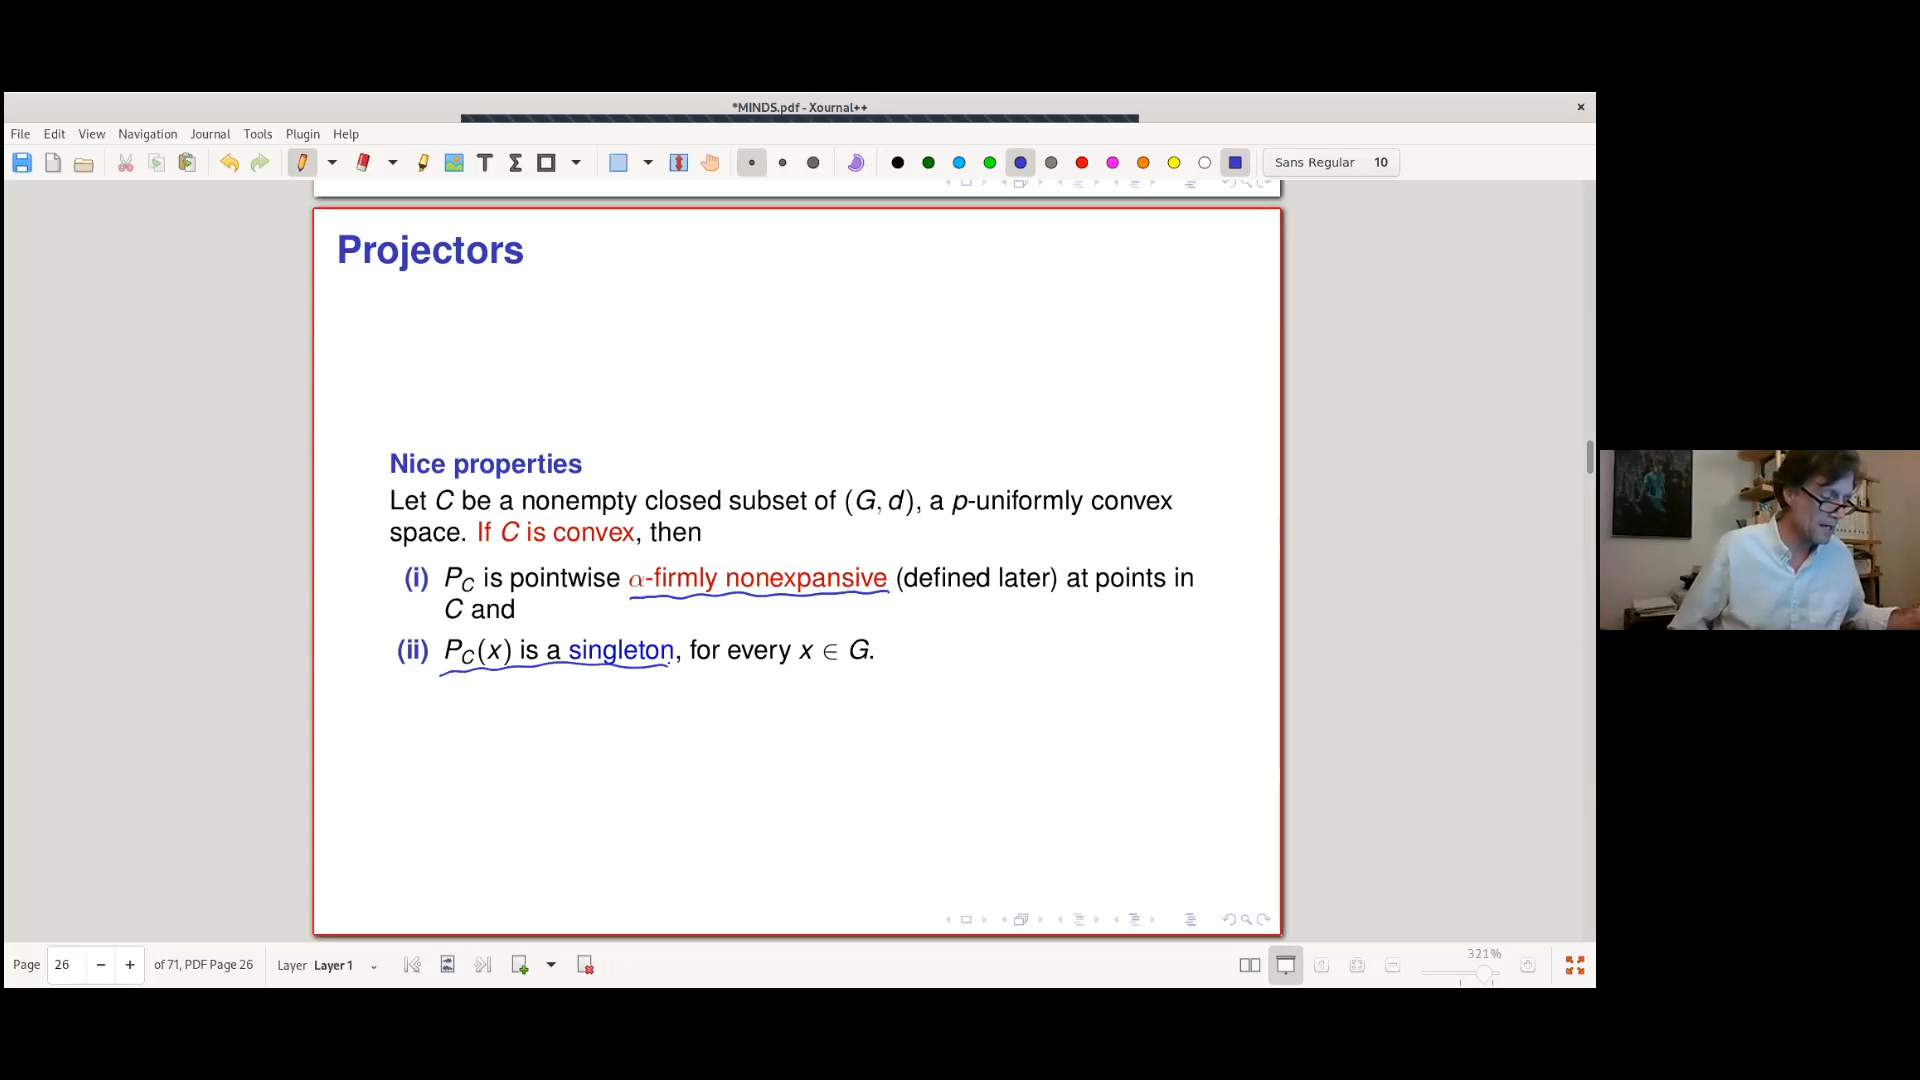 *MINDS.pdf - Xournal++
File Edit View Navigation Journal Tools Plugin Help
Sans Regular 10
Projectors
Nice properties
Let C be a nonempty closed subset of (G, d), a p-uniformly convex
space. If C is convex, then
(i) P_C is pointwise α-firmly nonexpansive (defined later) at points in
C and
(ii) P_C(x) is a singleton, for every x ∈ G.
Page 26 of 71, PDF Page 26 Layer Layer 1 321%